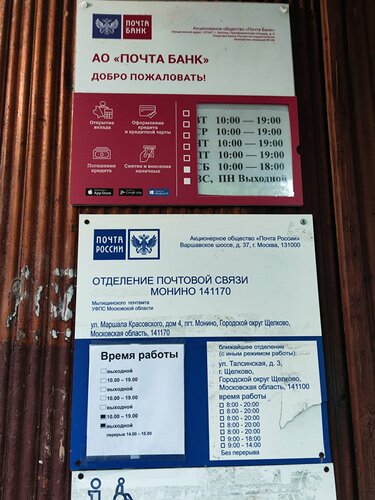 ПОЧТА
БАНК
Акционерное общество «Почта Банк»
АО «ПОЧТА БАНК»
ДОБРО ПОЖАЛОВАТЬ!
Открытие
вклада
Оформление
кредита
и кредитной карты
Погашение
кредита
Снятие и внесение
наличных
App Store
Google play
ВТ 10:00 — 19:00
СР 10:00 — 19:00
ЧТ 10:00 — 19:00
ПТ 10:00 — 19:00
СБ 10:00 — 18:00
ВС, ПН Выходной
ПОЧТА
РОССИИ
Акционерное общество «Почта России»
Варшавское шоссе, д. 37, г. Москва, 131000
ОТДЕЛЕНИЕ ПОЧТОВОЙ СВЯЗИ
МОНИНО 141170
Мытищинского почтамта
УФПС Московской области
ул. Маршала Красовского, дом 4, пгт. Монино, Городской округ Щелково,
Московская область, 141170
Время работы
выходной
10.00 – 19.00
выходной
10.00 – 19.00
выходной
10.00 – 19.00
выходной
перерыв 14.00 - 15.00
ближайшее отделение
(с иным режимом работы):
ул. Талсинская, д. 3,
г. Щелково,
Городской округ Щелково,
Московская область, 141100
время работы
8:00 - 20:00
8:00 - 20:00
8:00 - 20:00
8:00 - 20:00
8:00 - 20:00
9:00 - 18:00
9:00 - 14:00
Без перерыва